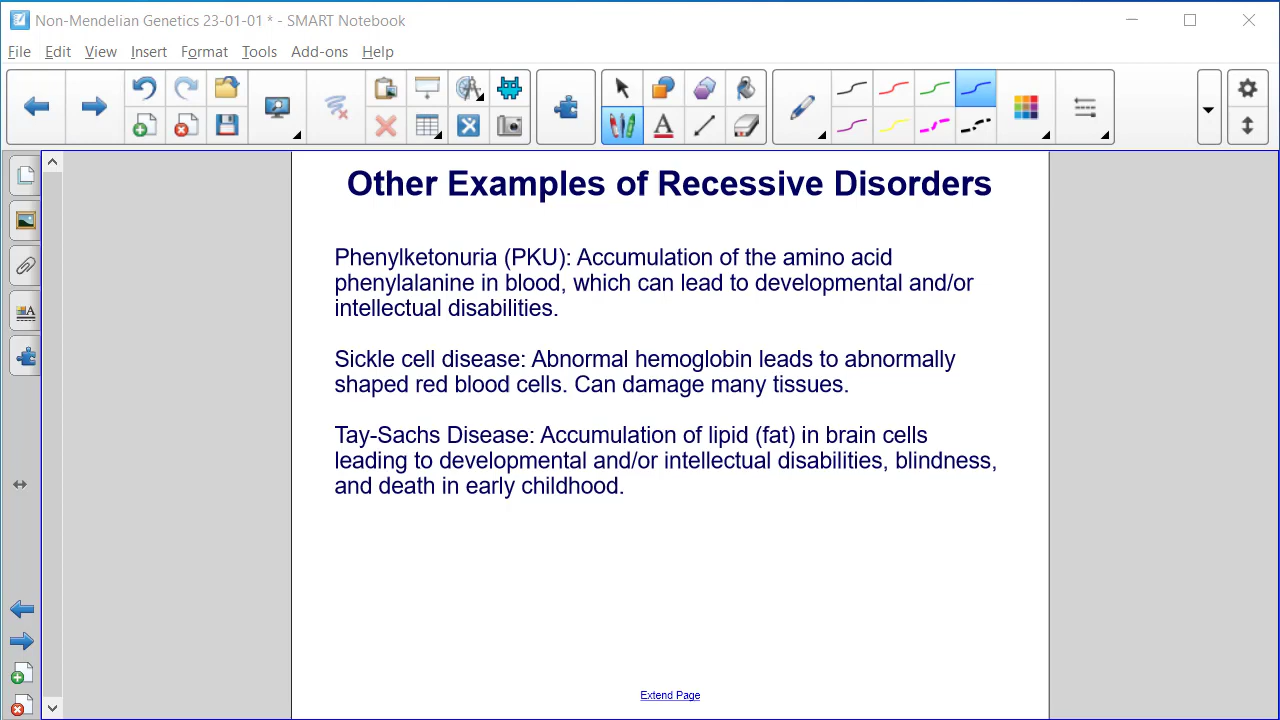 Non-Mendelian Genetics 23-01-01 * - SMART Notebook
File Edit View Insert Format Tools Add-ons Help
Other Examples of Recessive Disorders
Phenylketonuria (PKU): Accumulation of the amino acid
phenylalanine in blood, which can lead to developmental and/or
intellectual disabilities.
Sickle cell disease: Abnormal hemoglobin leads to abnormally
shaped red blood cells. Can damage many tissues.
Tay-Sachs Disease: Accumulation of lipid (fat) in brain cells
leading to developmental and/or intellectual disabilities, blindness,
and death in early childhood.
Extend Page